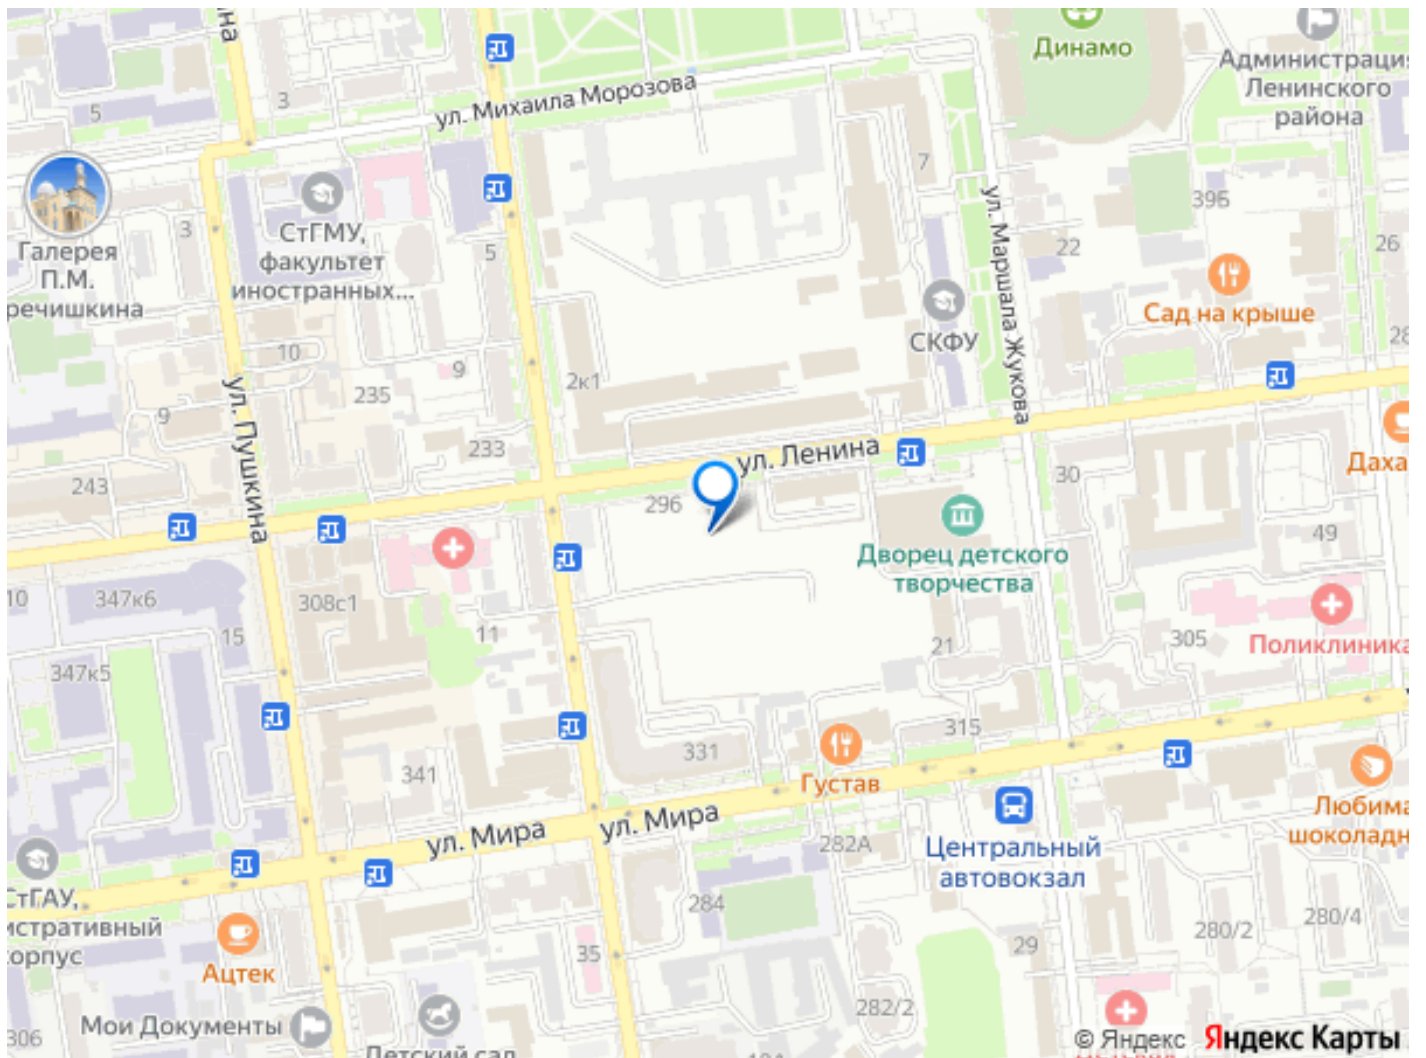 Динамо
Администрация
Ленинского
района
ул. Михаила Морозова
3
5
7
39Б
22
26
ул. Маршала Жукова
Галерея
П.М.
речишкина
3
СтГМУ,
факультет
иностранных...
5
Сад на крыше
СКФУ
28
10
9
2к1
235
9
ул. Пушкина
233
ул. Ленина
Даха
30
243
296
49
Дворец детского
творчества
10
347к6
308с1
11
15
21
305
Поликлиника
347к5
315
331
341
Густав
ул. Мира
ул. Мира
282А
Центральный
автовокзал
Любима
шоколадн
СтГАУ,
истративный
корпус
284
280/2
280/4
Ацтек
35
29
282/2
Мои Документы
306
Детский сад
© Яндекс
Яндекс Карты